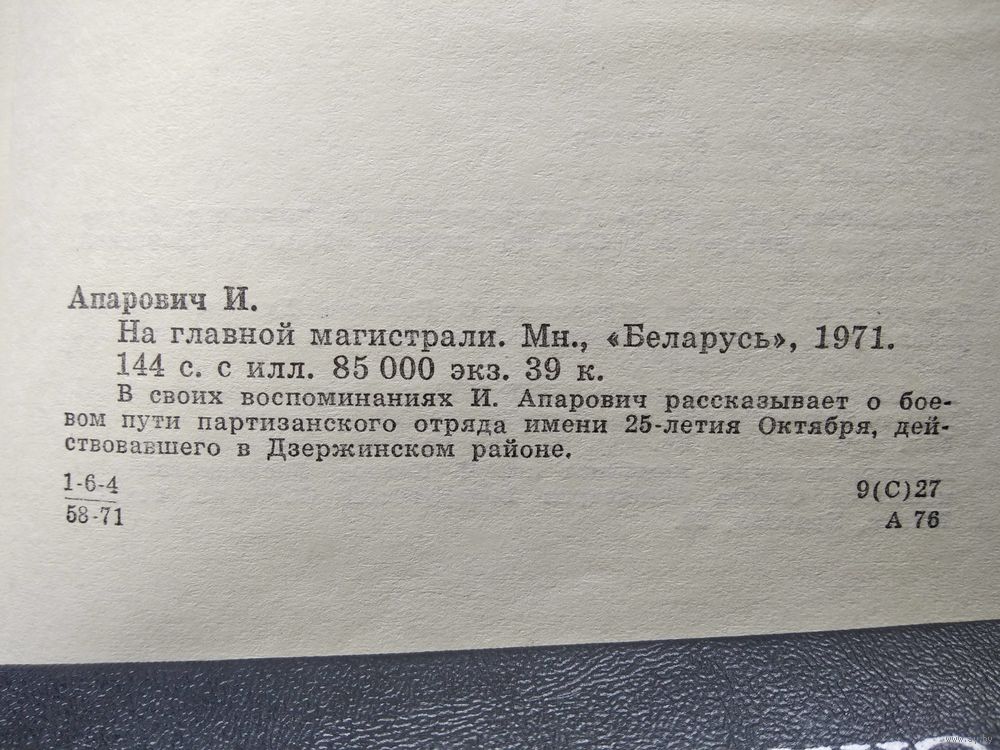 Апарович И.
На главной магистрали. Мн., «Беларусь», 1971.
144 с. с илл. 85 000 экз. 39 к.
В своих воспоминаниях И. Апарович рассказывает о бое-
вом пути партизанского отряда имени 25-летия Октября, дей-
ствовавшего в Дзержинском районе.
1-6-4
58-71
9(С)27
А 76